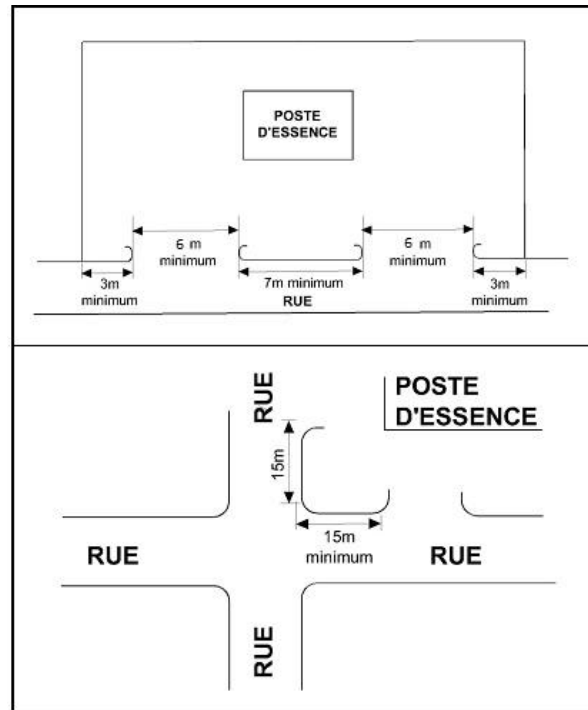 POSTE
D'ESSENCE
6 m
minimum
6 m
minimum
3m
minimum
7m minimum
3m
minimum
RUE
RUE
POSTE
D'ESSENCE
15m
15m
minimum
RUE
RUE
RUE